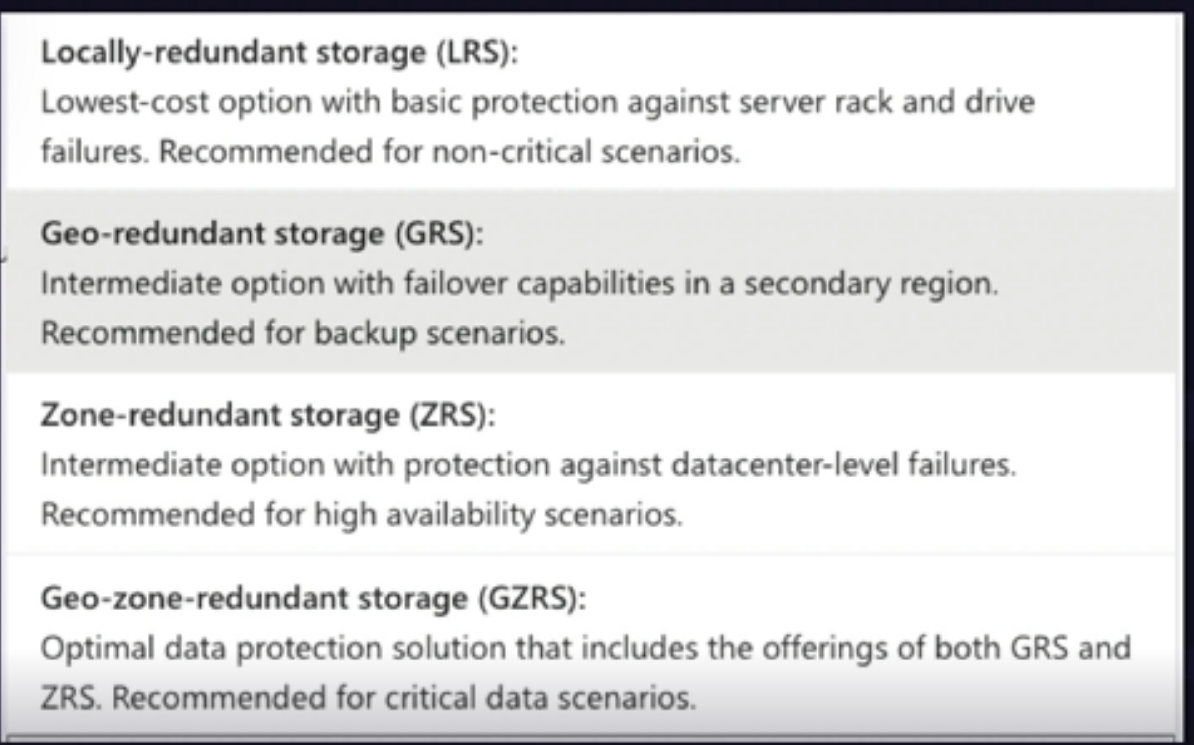 Locally-redundant storage (LRS):
Lowest-cost option with basic protection against server rack and drive
failures. Recommended for non-critical scenarios.
Geo-redundant storage (GRS):
Intermediate option with failover capabilities in a secondary region.
Recommended for backup scenarios.
Zone-redundant storage (ZRS):
Intermediate option with protection against datacenter-level failures.
Recommended for high availability scenarios.
Geo-zone-redundant storage (GZRS):
Optimal data protection solution that includes the offerings of both GRS and
ZRS. Recommended for critical data scenarios.